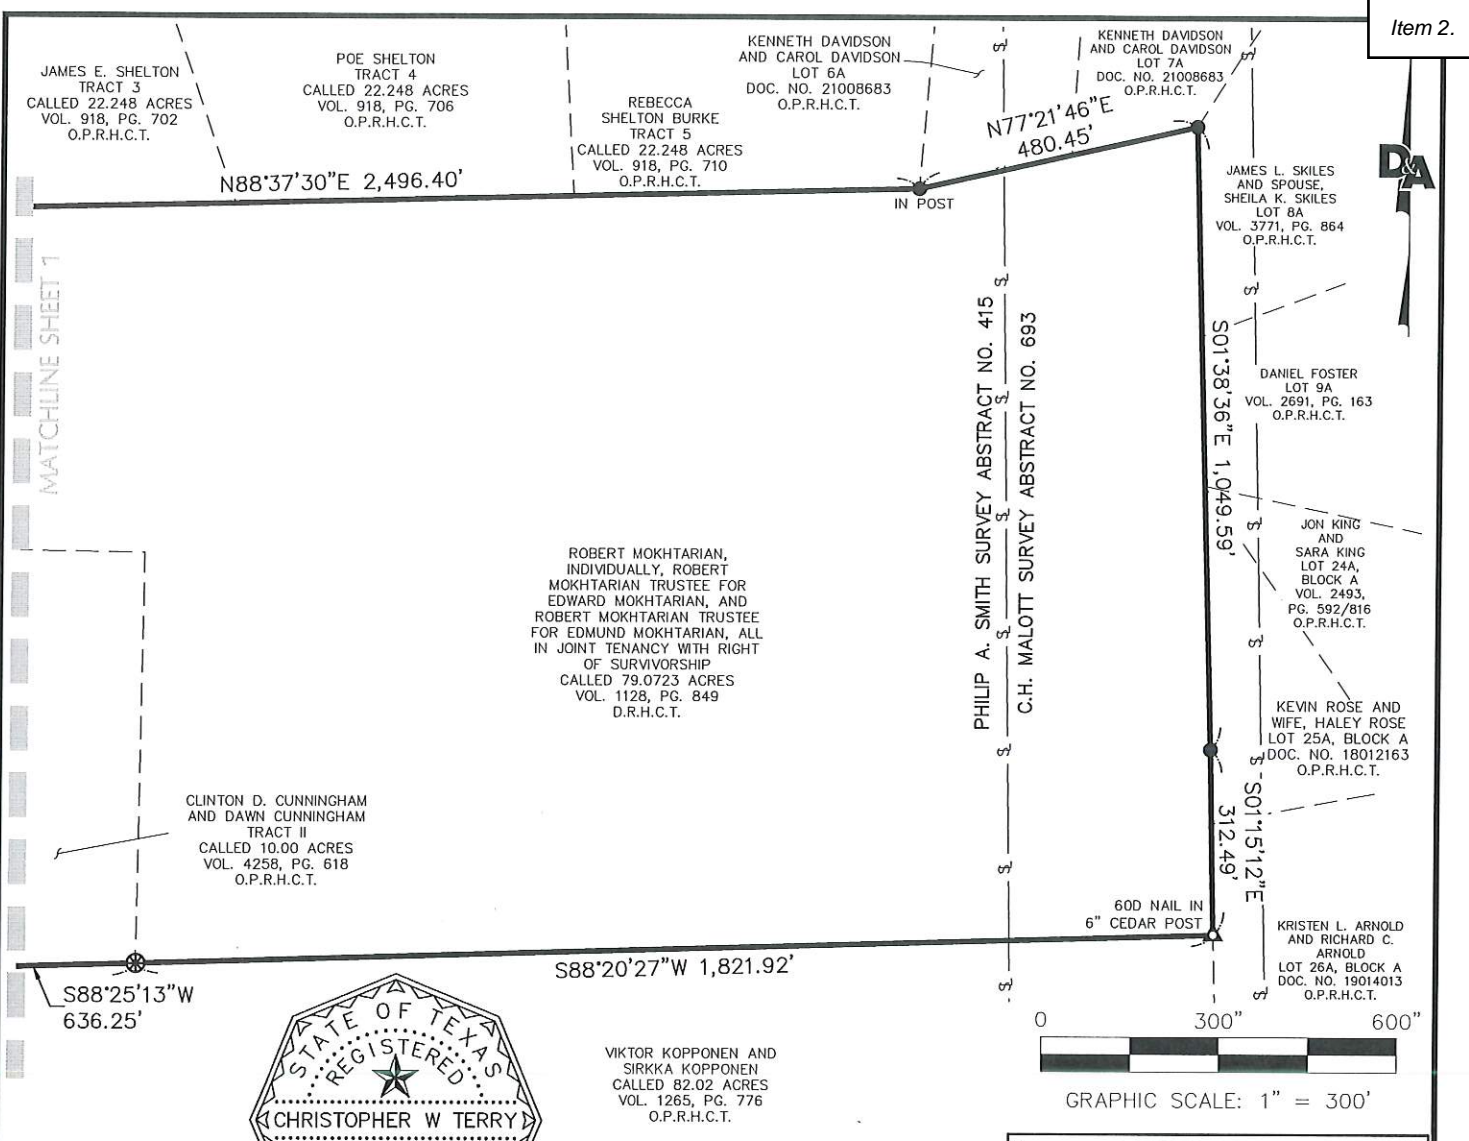 Item 2.
JAMES E. SHELTON
TRACT 3
CALLED 22.248 ACRES
VOL. 918, PG. 702
O.P.R.H.C.T.
POE SHELTON
TRACT 4
CALLED 22.248 ACRES
VOL. 918, PG. 706
O.P.R.H.C.T.
REBECCA
SHELTON BURKE
TRACT 5
CALLED 22.248 ACRES
VOL. 918, PG. 710
O.P.R.H.C.T.
KENNETH DAVIDSON
AND CAROL DAVIDSON
LOT 6A
DOC. NO. 21008683
O.P.R.H.C.T.
KENNETH DAVIDSON
AND CAROL DAVIDSON
LOT 7A
DOC. NO. 21008683
O.P.R.H.C.T.
N77°21'46"E
480.45'
N88°37'30"E 2,496.40'
IN POST
D&A
JAMES L. SKILES
AND SPOUSE,
SHEILA K. SKILES
LOT 8A
VOL. 3771, PG. 864
O.P.R.H.C.T.
MATCHLINE SHEET 1
PHILIP A. SMITH SURVEY ABSTRACT NO. 415
C.H. MALOTT SURVEY ABSTRACT NO. 693
S01°38'36"E 1,049.59'
DANIEL FOSTER
LOT 9A
VOL. 2691, PG. 163
O.P.R.H.C.T.
JON KING
AND
SARA KING
LOT 24A,
BLOCK A
VOL. 2493,
PG. 592/816
O.P.R.H.C.T.
ROBERT MOKHTARIAN,
INDIVIDUALLY, ROBERT
MOKHTARIAN TRUSTEE FOR
EDWARD MOKHTARIAN, AND
ROBERT MOKHTARIAN TRUSTEE
FOR EDMUND MOKHTARIAN, ALL
IN JOINT TENANCY WITH RIGHT
OF SURVIVORSHIP
CALLED 79.0723 ACRES
VOL. 1128, PG. 849
D.R.H.C.T.
KEVIN ROSE AND
WIFE, HALEY ROSE
LOT 25A, BLOCK A
DOC. NO. 18012163
O.P.R.H.C.T.
S01°15'12"E
312.49'
CLINTON D. CUNNINGHAM
AND DAWN CUNNINGHAM
TRACT II
CALLED 10.00 ACRES
VOL. 4258, PG. 618
O.P.R.H.C.T.
60D NAIL IN
6" CEDAR POST
KRISTEN L. ARNOLD
AND RICHARD C.
ARNOLD
LOT 26A, BLOCK A
DOC. NO. 19014013
O.P.R.H.C.T.
S88°20'27"W 1,821.92'
S88°25'13"W
636.25'
STATE OF TEXAS
REGISTERED
CHRISTOPHER W TERRY
VIKTOR KOPPONEN AND
SIRKKA KOPPONEN
CALLED 82.02 ACRES
VOL. 1265, PG. 776
O.P.R.H.C.T.
0 300" 600"
GRAPHIC SCALE: 1" = 300'